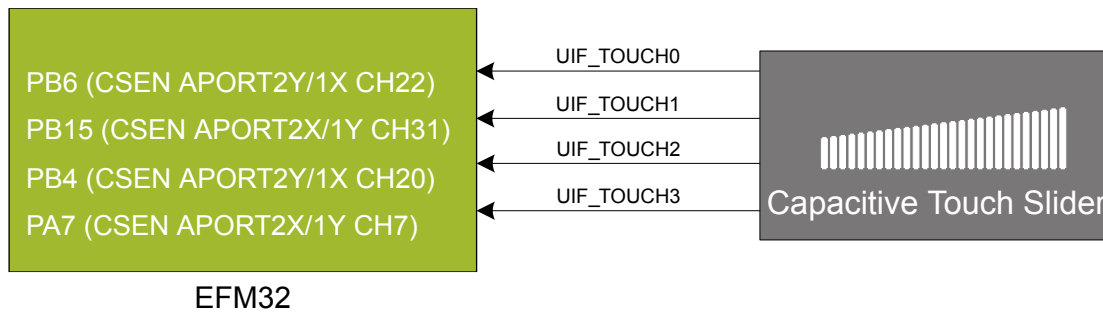 PB6 (CSEN APORT2Y/1X CH22)
PB15 (CSEN APORT2X/1Y CH31)
PB4 (CSEN APORT2Y/1X CH20)
PA7 (CSEN APORT2X/1Y CH7)
EFM32
UIF_TOUCH0
UIF_TOUCH1
UIF_TOUCH2
UIF_TOUCH3
Capacitive Touch Slider